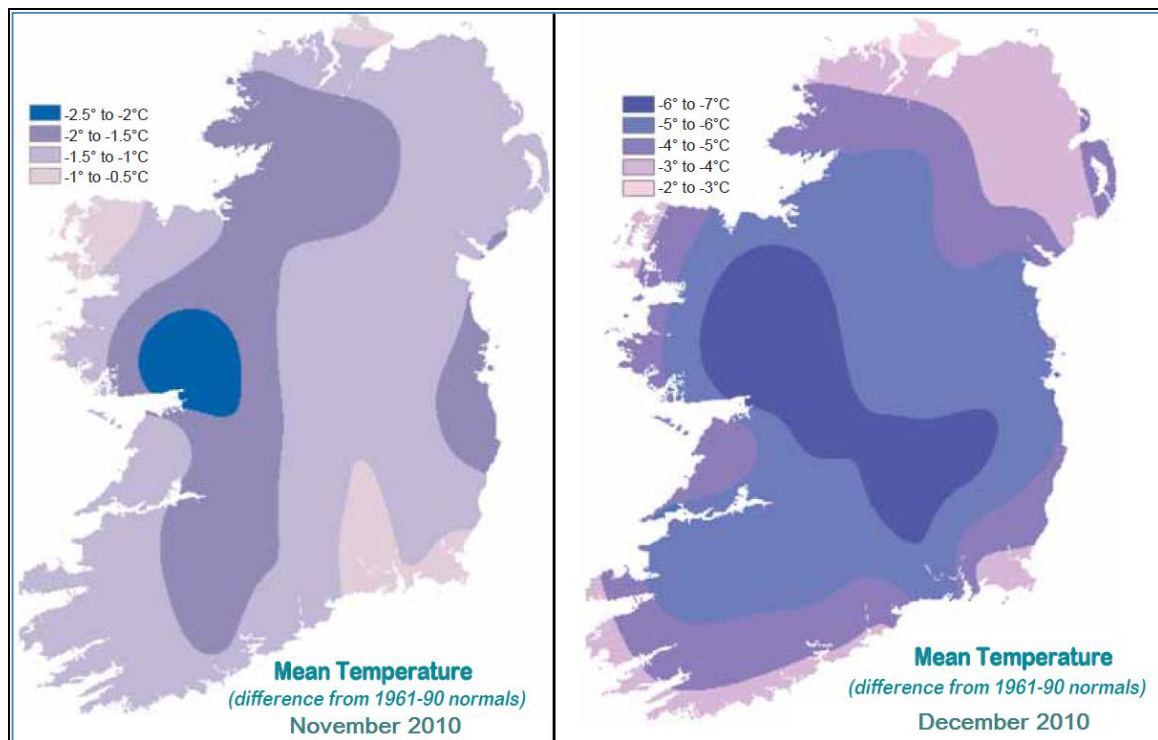 -2.5° to -2°C
-2° to -1.5°C
-1.5° to -1°C
-1° to -0.5°C
Mean Temperature
(difference from 1961-90 normals)
November 2010
-6° to -7°C
-5° to -6°C
-4° to -5°C
-3° to -4°C
-2° to -3°C
Mean Temperature
(difference from 1961-90 normals)
December 2010